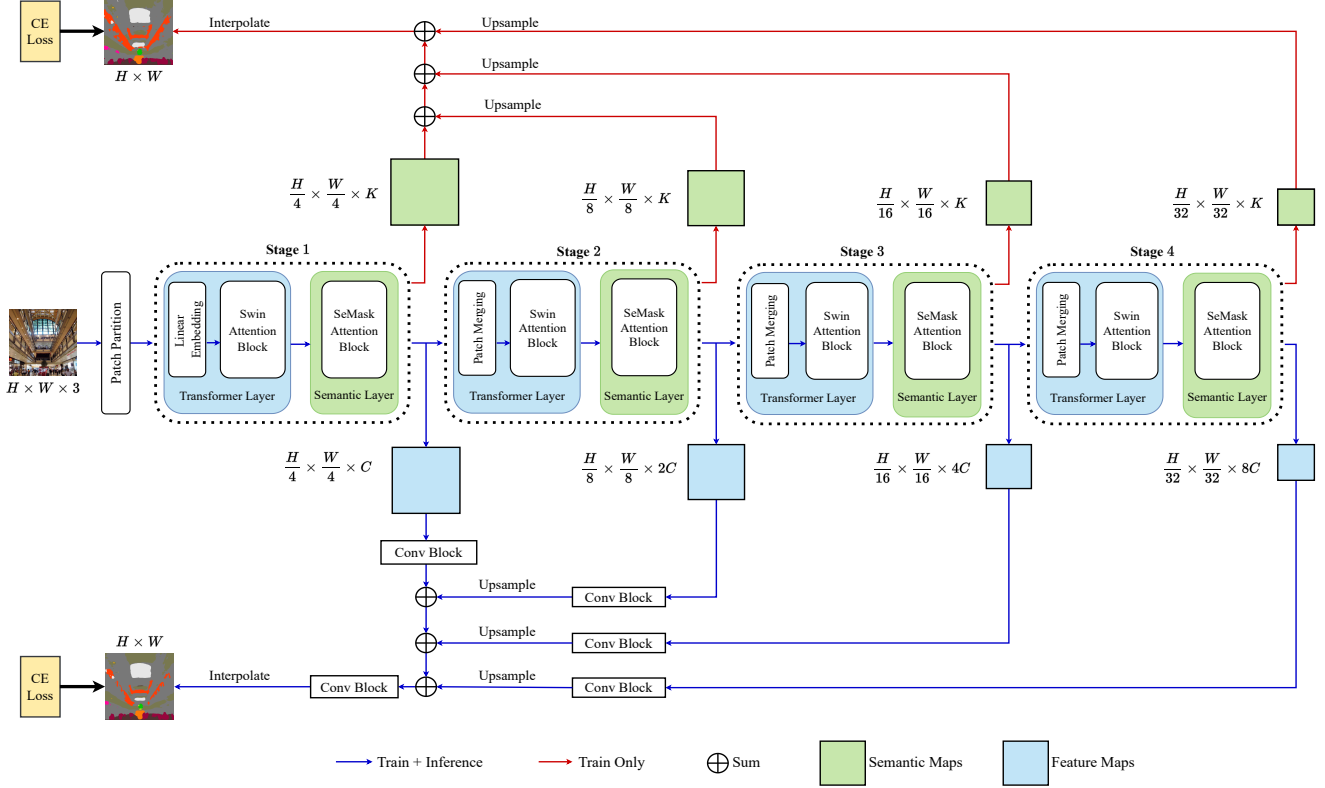 CE
Loss
H × W
Interpolate
Upsample
Upsample
Upsample
H/4 × W/4 × K
H/8 × W/8 × K
H/16 × W/16 × K
H/32 × W/32 × K
Stage 1
Stage 2
Stage 3
Stage 4
H × W × 3
Patch Partition
Linear
Embedding
Swin
Attention
Block
Transformer Layer
SeMask
Attention
Block
Semantic Layer
Patch Merging
Swin
Attention
Block
Transformer Layer
SeMask
Attention
Block
Semantic Layer
Patch Merging
Swin
Attention
Block
Transformer Layer
SeMask
Attention
Block
Semantic Layer
Patch Merging
Swin
Attention
Block
Transformer Layer
SeMask
Attention
Block
Semantic Layer
H/4 × W/4 × C
H/8 × W/8 × 2C
H/16 × W/16 × 4C
H/32 × W/32 × 8C
Conv Block
Upsample
Conv Block
Upsample
Conv Block
H × W
CE
Loss
Interpolate
Conv Block
Upsample
Conv Block
Train + Inference
Train Only
Sum
Semantic Maps
Feature Maps